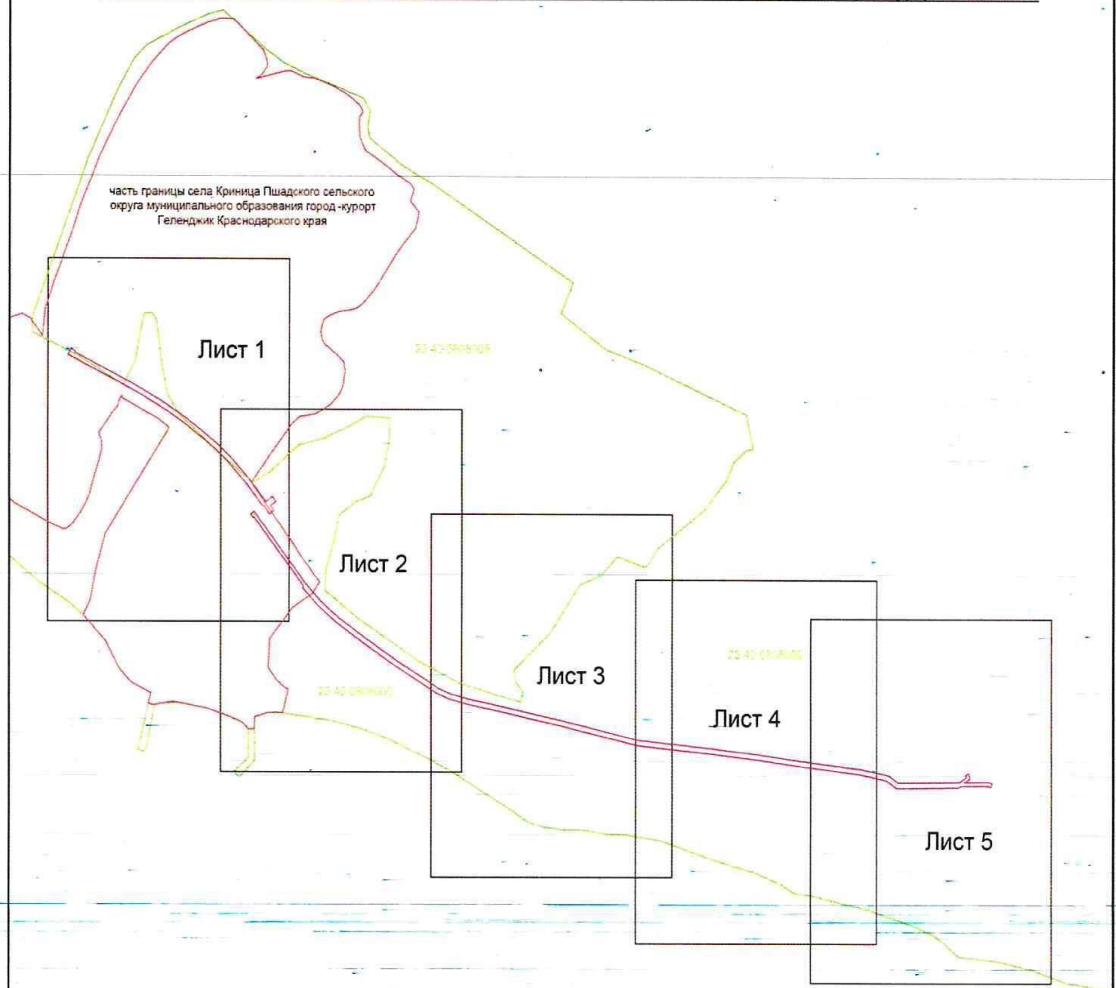 часть границы села Криница Пшадского сельского
округа муниципального образования город -курорт
Геленджик Краснодарского края
Лист 1
Лист 2
Лист 3
Лист 4
Лист 5